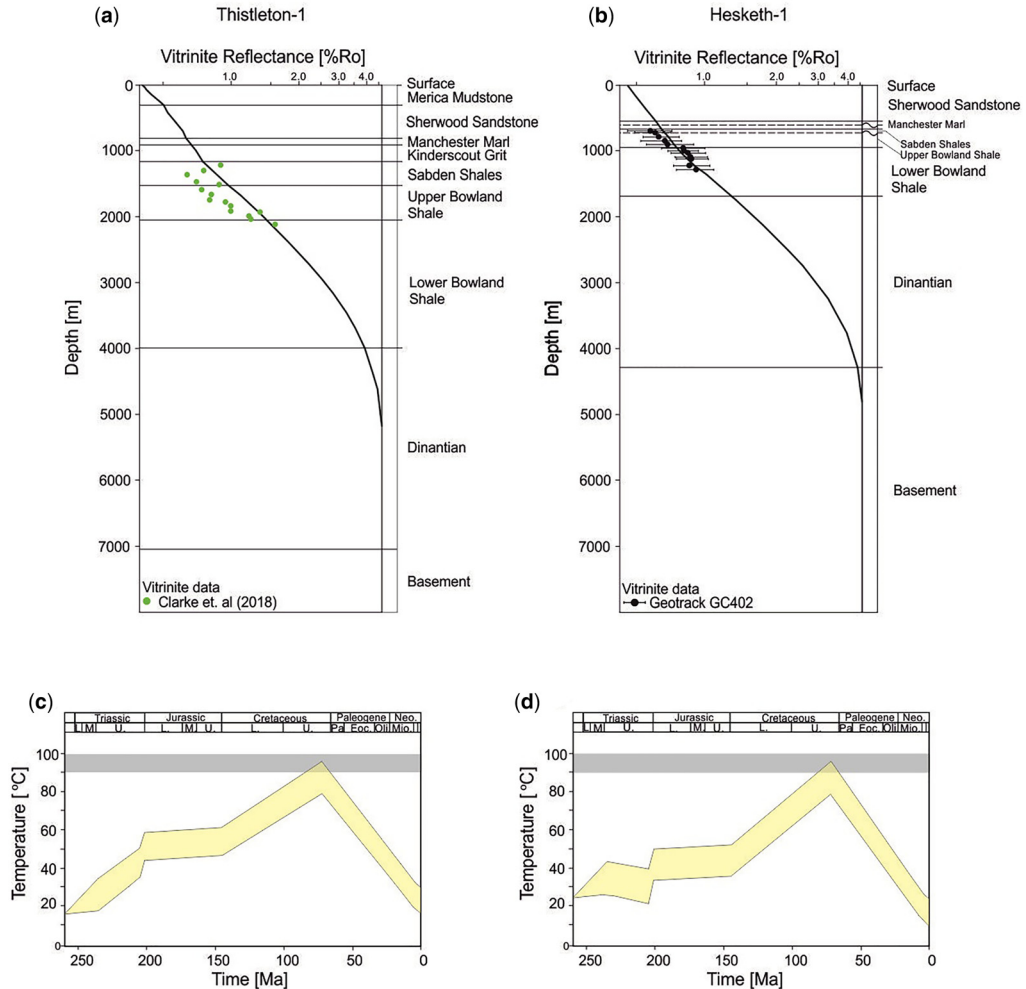 (a)
Thistleton-1
Vitrinite Reflectance [%Ro]
1.0 2.0 3.0 4.0
0
1000
2000
3000
4000
5000
6000
7000
Depth [m]
Surface
Merica Mudstone
Sherwood Sandstone
Manchester Marl
Kinderscout Grit
Sabden Shales
Upper Bowland
Shale
Lower Bowland
Shale
Dinantian
Basement
Vitrinite data
Clarke et. al (2018)
(b)
Hesketh-1
Vitrinite Reflectance [%Ro]
1.0 2.0 3.0 4.0
0
1000
2000
3000
4000
5000
6000
7000
Depth [m]
Surface
Sherwood Sandstone
Manchester Marl
Sabden Shales
Upper Bowland Shale
Lower Bowland
Shale
Dinantian
Basement
Vitrinite data
Geotrack GC402
(c)
Triassic Jurassic Cretaceous Paleogene Neo.
L M U. L. M U. L. U. Pa Eoc. Oli Mio.
100
80
60
40
20
0
Temperature [°C]
250 200 150 100 50 0
Time [Ma]
(d)
Triassic Jurassic Cretaceous Paleogene Neo.
L M U. L. M U. L. U. Pa Eoc. Oli Mio.
100
80
60
40
20
0
Temperature [°C]
250 200 150 100 50 0
Time [Ma]